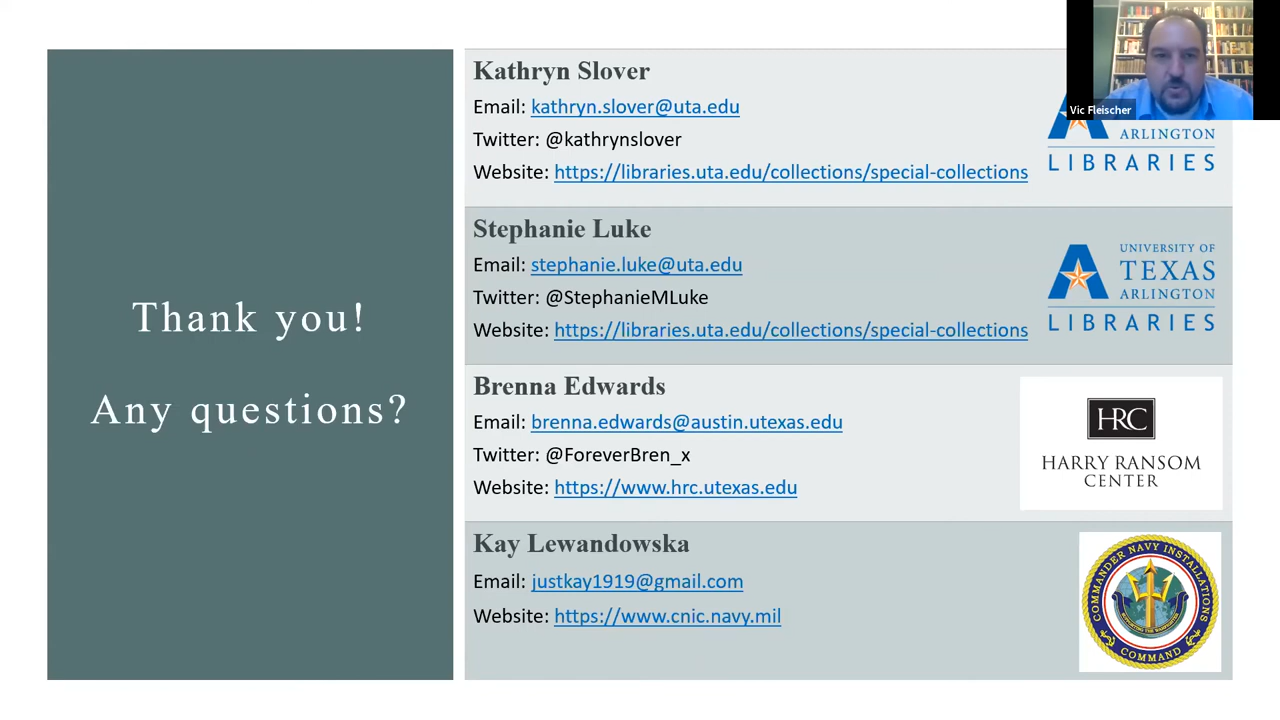 Thank you!
Any questions?
Kathryn Slover
Email: kathryn.slover@uta.edu
Twitter: @kathrynslover
Website: https://libraries.uta.edu/collections/special-collections
Vic Fleischer
ARLINGTON
LIBRARIES
Stephanie Luke
Email: stephanie.luke@uta.edu
Twitter: @StephanieMLuke
Website: https://libraries.uta.edu/collections/special-collections
UNIVERSITY OF
TEXAS
ARLINGTON
LIBRARIES
Brenna Edwards
Email: brenna.edwards@austin.utexas.edu
Twitter: @ForeverBren_x
Website: https://www.hrc.utexas.edu
HRC
HARRY RANSOM
CENTER
Kay Lewandowska
Email: justkay1919@gmail.com
Website: https://www.cnic.navy.mil
COMMANDER NAVY INSTALLATIONS
COMMAND